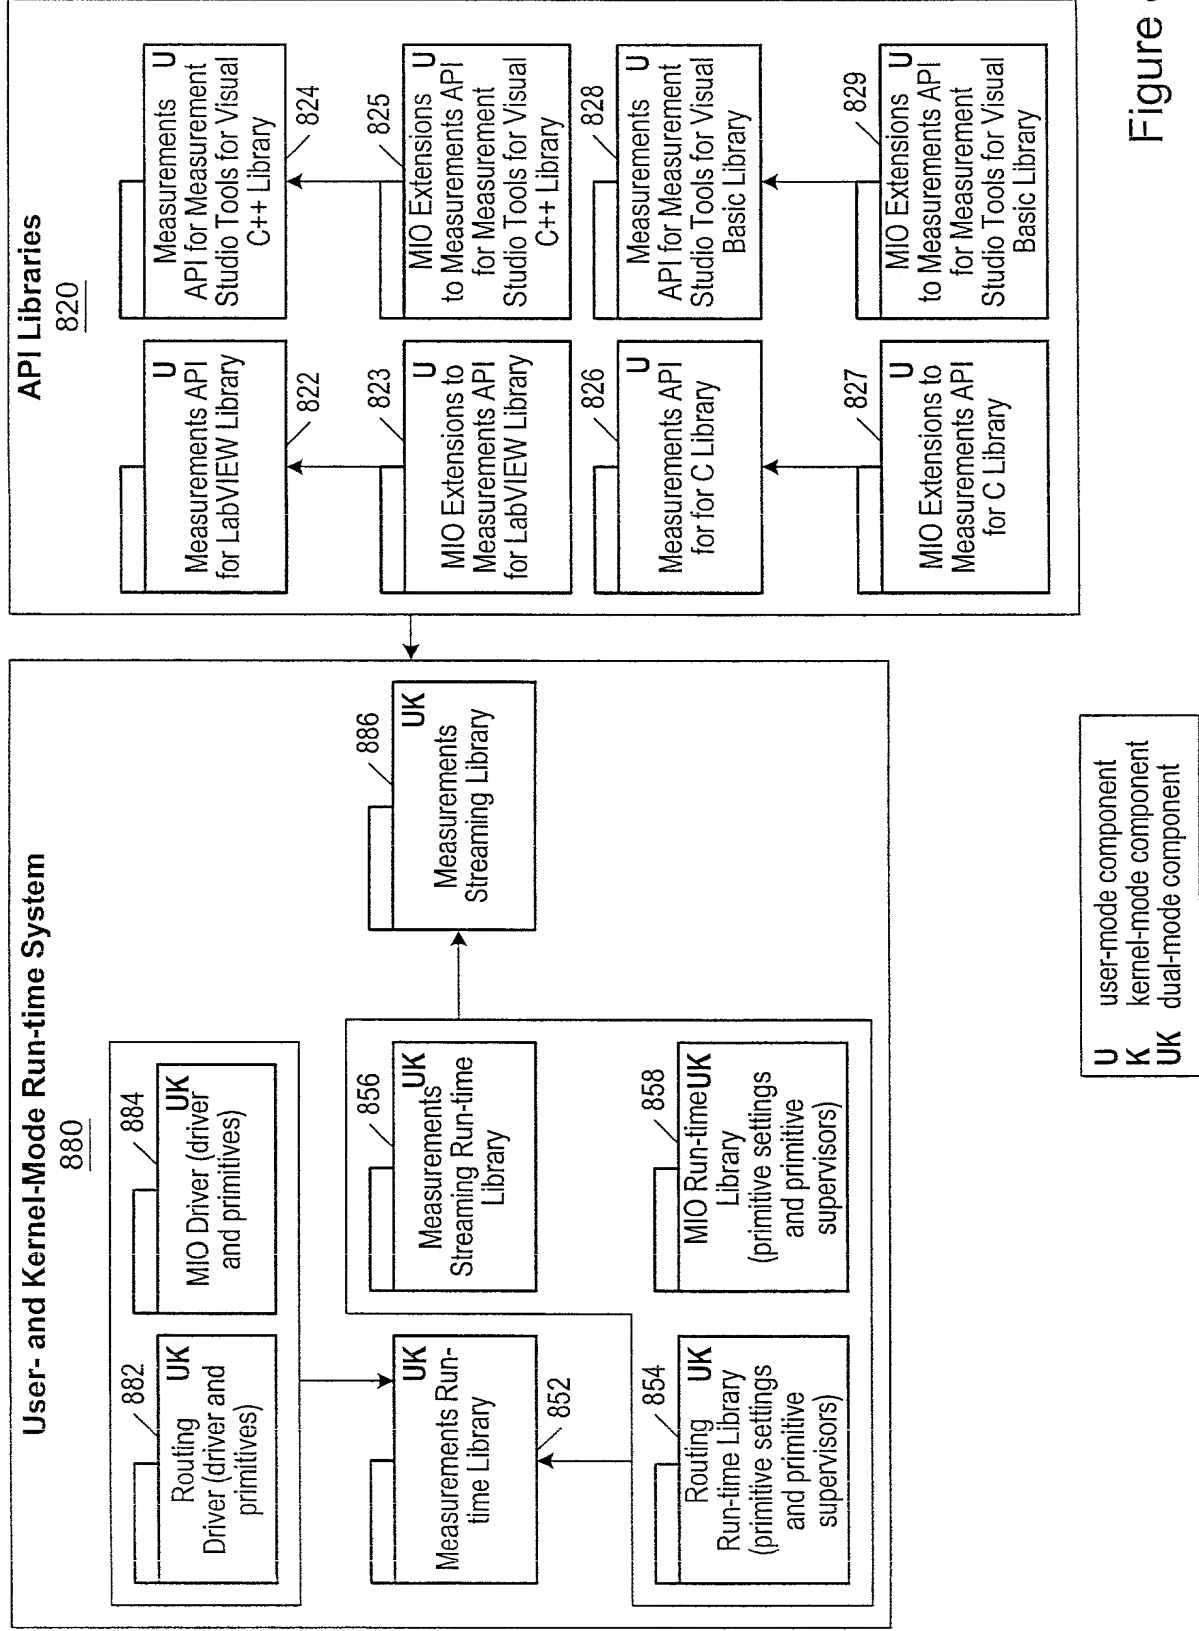 User- and Kernel-Mode Run-time System
880
882
Routing
UK
Driver (driver and
primitives)
884
UK
MIO Driver (driver
and primitives)
UK
Measurements Run-
time Library
852
856
Measurements
UK
Streaming Run-time
Library
886
UK
Measurements
Streaming Library
854
Routing
UK
Run-time Library
(primitive settings
and primitive
supervisors)
858
MIO Run-time UK
Library
(primitive settings
and primitive
supervisors)
API Libraries
820
U
Measurements API
for LabVIEW Library
822
Measurements
U
API for Measurement
Studio Tools for Visual
C++ Library
824
823
U
MIO Extensions to
Measurements API
for LabVIEW Library
825
MIO Extensions
U
to Measurements API
for Measurement
Studio Tools for Visual
C++ Library
826
U
Measurements API
for for C Library
828
Measurements
U
API for Measurement
Studio Tools for Visual
Basic Library
827
U
MIO Extensions to
Measurements API
for C Library
829
MIO Extensions
U
to Measurements API
for Measurement
Studio Tools for Visual
Basic Library
U user-mode component
K kernel-mode component
UK dual-mode component
Figure